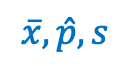 x̄, p̂, s